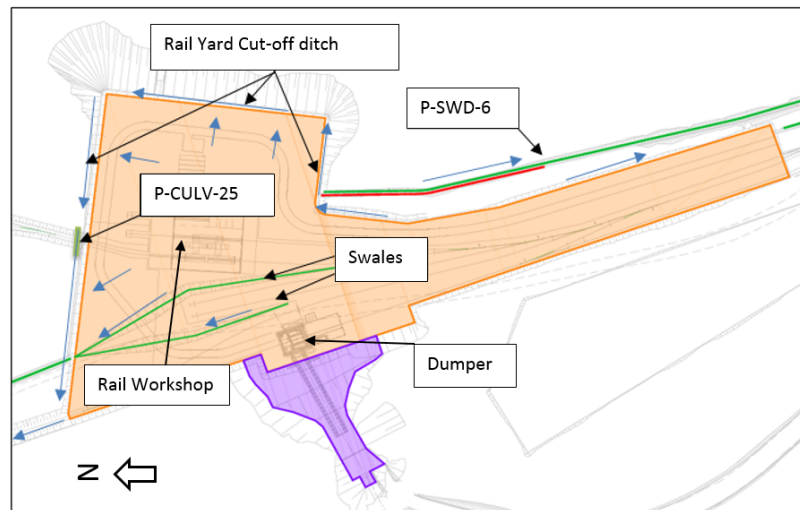 Rail Yard Cut-off ditch
P-SWD-6
P-CULV-25
Swales
Rail Workshop
Dumper
N